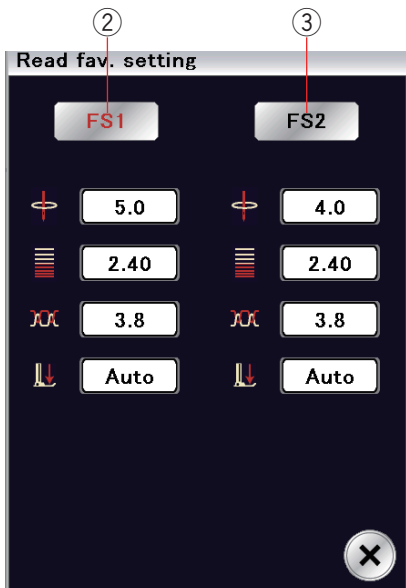 ② ③
Read fav. setting
FS1 FS2
5.0 4.0
2.40 2.40
3.8 3.8
Auto Auto